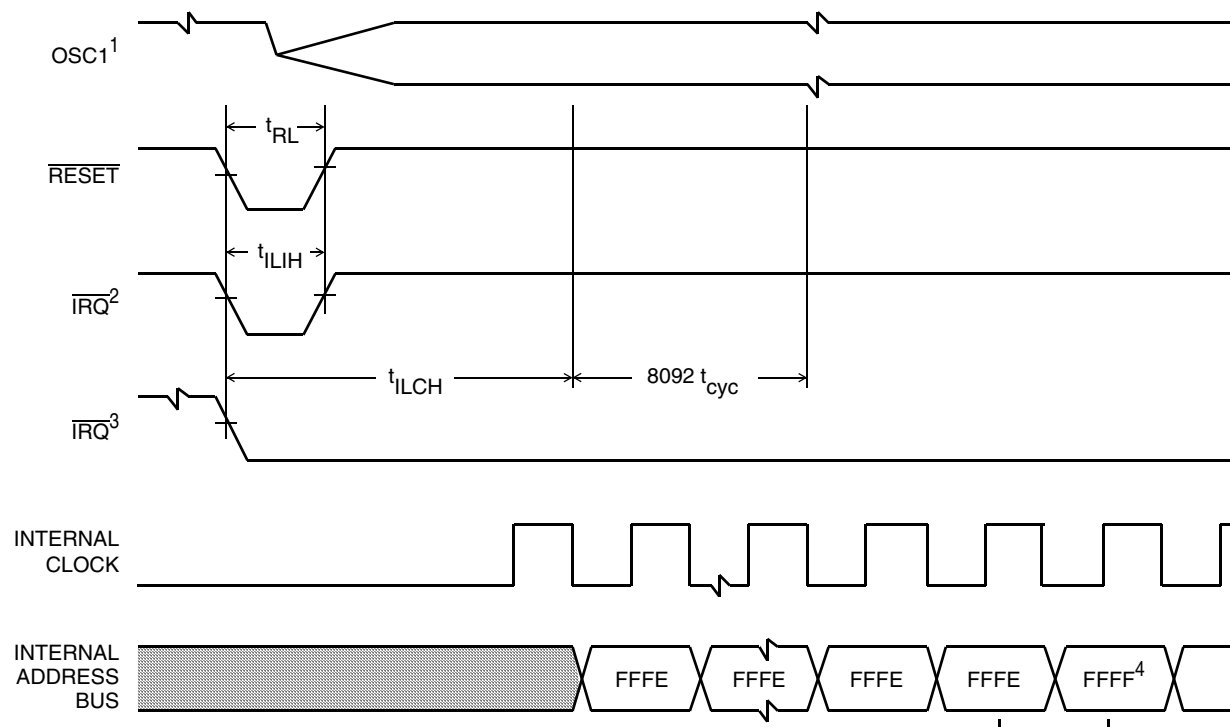 OSC1¹
t_RL
RESET
t_ILIH
IRQ²
t_ILCH
8092 t_cyc
IRQ³
INTERNAL
CLOCK
INTERNAL
ADDRESS
BUS
FFFE
FFFE
FFFE
FFFE
FFFF⁴